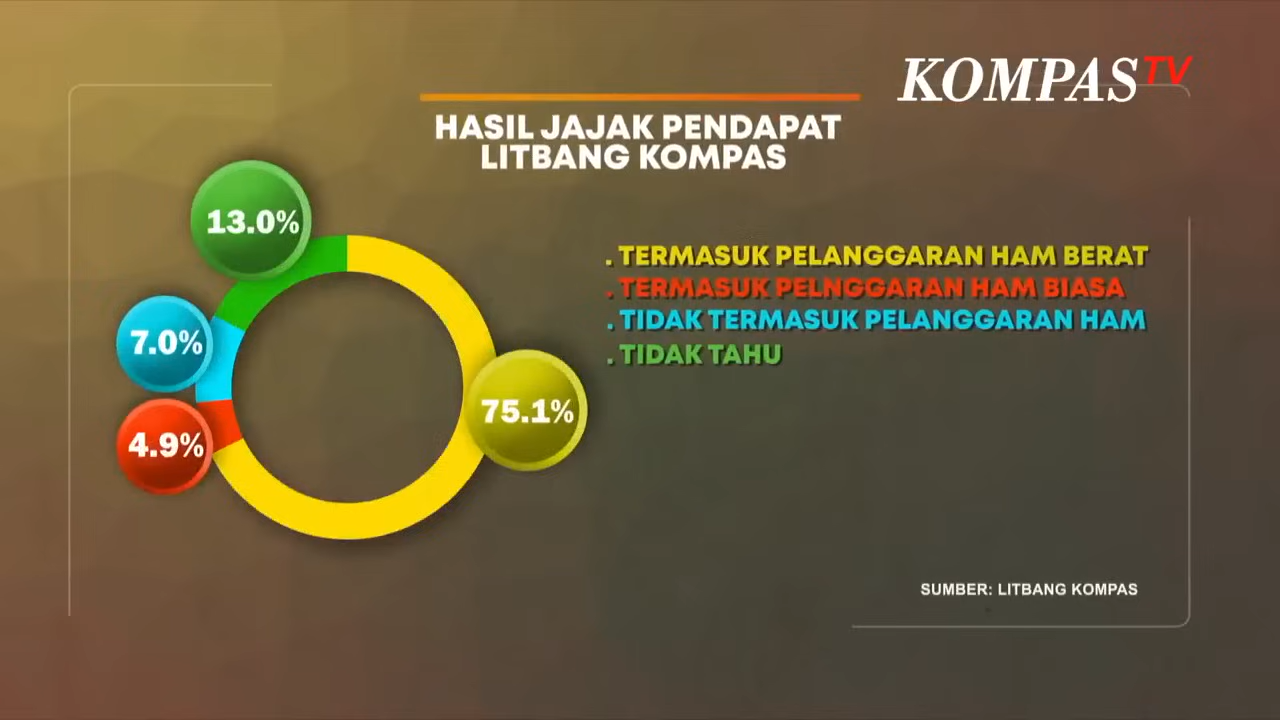 KOMPASTV
HASIL JAJAK PENDAPAT
LITBANG KOMPAS
13.0%
7.0%
4.9%
75.1%
. TERMASUK PELANGGARAN HAM BERAT
. TERMASUK PELNGGARAN HAM BIASA
. TIDAK TERMASUK PELANGGARAN HAM
. TIDAK TAHU
SUMBER: LITBANG KOMPAS